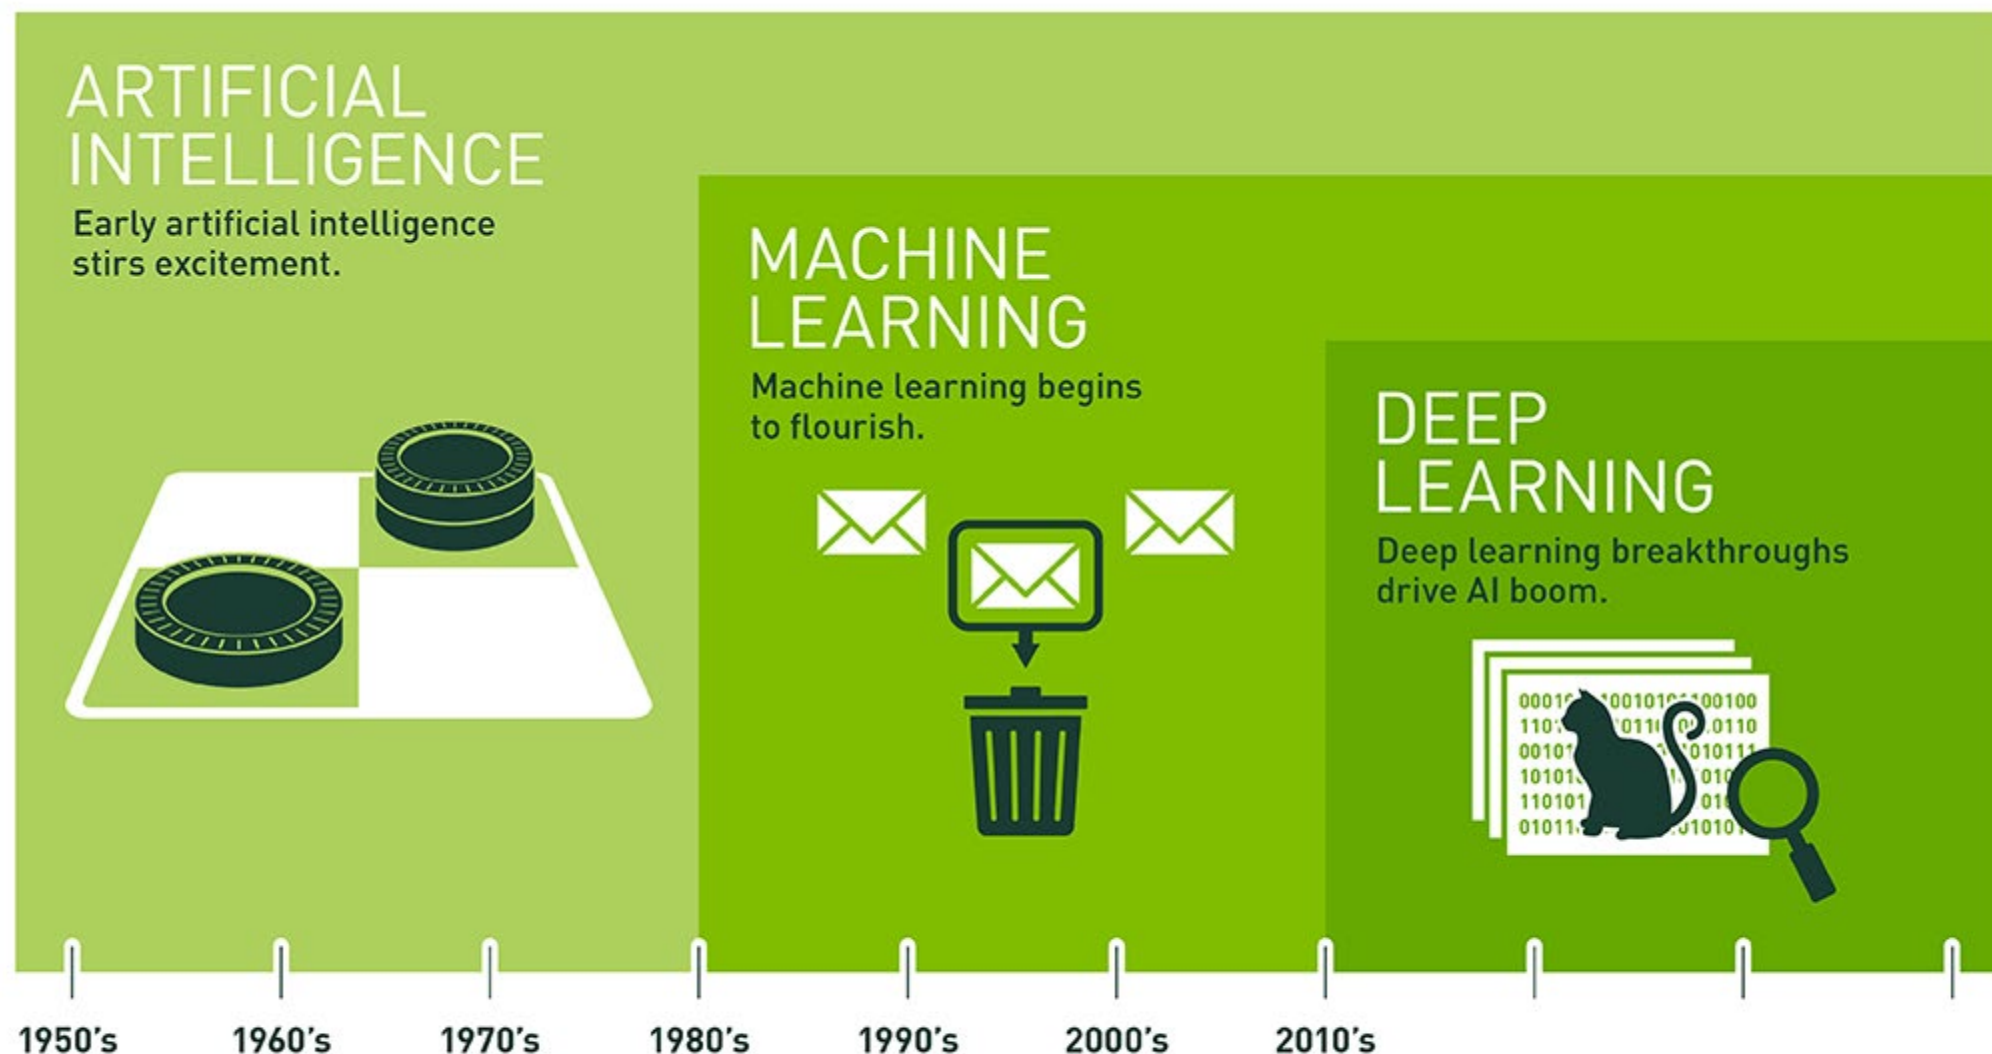 ARTIFICIAL
INTELLIGENCE
Early artificial intelligence
stirs excitement.
MACHINE
LEARNING
Machine learning begins
to flourish.
DEEP
LEARNING
Deep learning breakthroughs
drive AI boom.
1950's
1960's
1970's
1980's
1990's
2000's
2010's